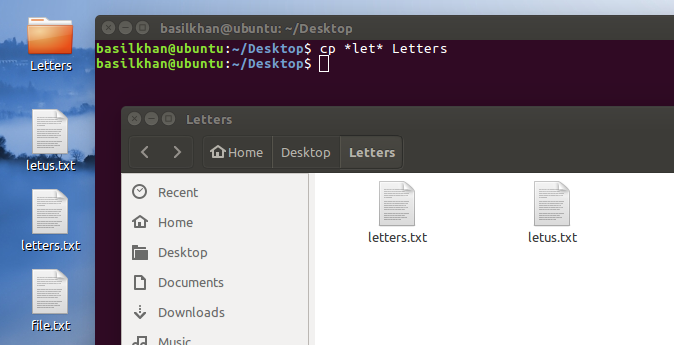 Letters
letus.txt
letters.txt
file.txt
basilkhan@ubuntu: ~/Desktop
basilkhan@ubuntu:~/Desktop$ cp *let* Letters
basilkhan@ubuntu:~/Desktop$
Letters
Home Desktop Letters
Recent
Home
Desktop
Documents
Downloads
Music
letters.txt letus.txt